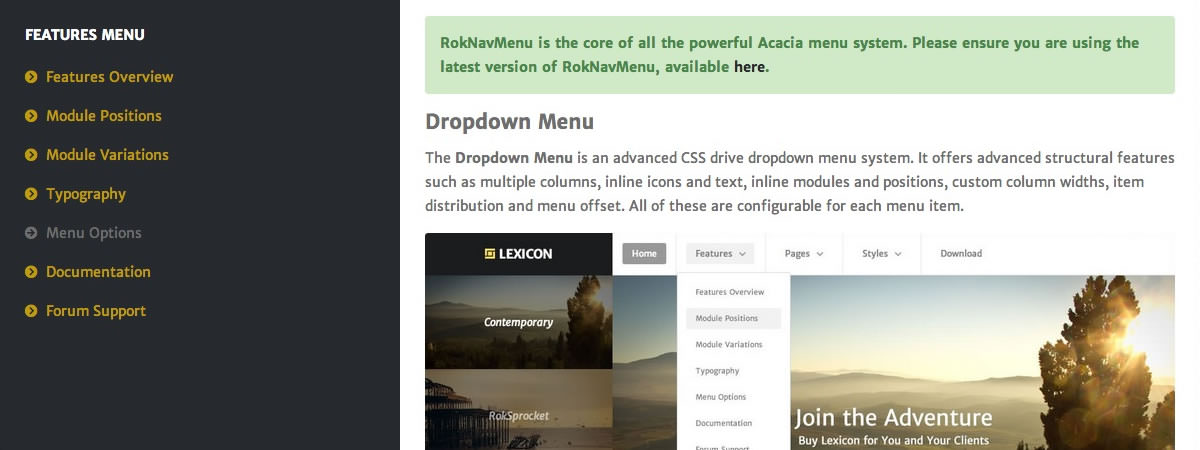 FEATURES MENU
Features Overview
Module Positions
Module Variations
Typography
Menu Options
Documentation
Forum Support
RokNavMenu is the core of all the powerful Acacia menu system. Please ensure you are using the
latest version of RokNavMenu, available here.
Dropdown Menu
The Dropdown Menu is an advanced CSS drive dropdown menu system. It offers advanced structural features
such as multiple columns, inline icons and text, inline modules and positions, custom column widths, item
distribution and menu offset. All of these are configurable for each menu item.
LEXICON
Home Features Pages Styles Download
Contemporary
RokSprocket
Features Overview
Module Positions
Module Variations
Typography
Menu Options
Documentation
Forum Support
Join the Adventure
Buy Lexicon for You and Your Clients